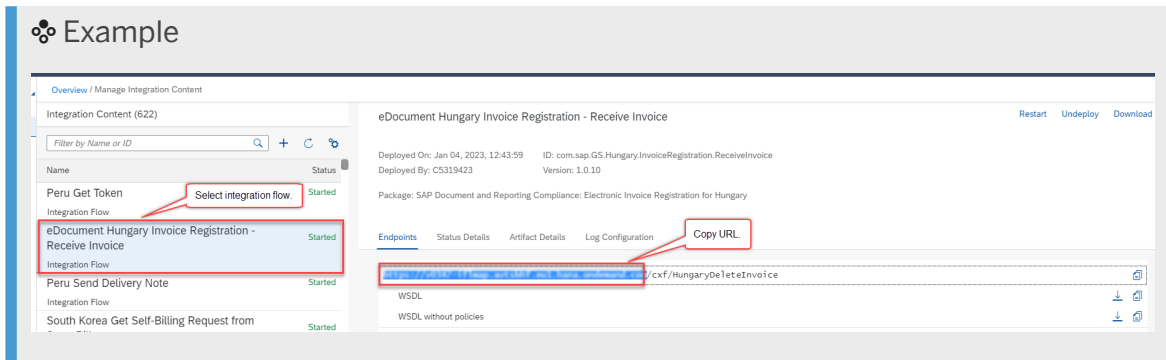 Example
Overview / Manage Integration Content
Integration Content (622)
Filter by Name or ID
Name Status
Peru Get Token Started
Integration Flow
Select integration flow.
eDocument Hungary Invoice Registration -
Receive Invoice Started
Integration Flow
Peru Send Delivery Note Started
Integration Flow
South Korea Get Self-Billing Request from
Started
eDocument Hungary Invoice Registration - Receive Invoice
Restart Undeploy Download
Deployed On: Jan 04, 2023, 12:43:59 ID: com.sap.GS.Hungary.InvoiceRegistration.ReceiveInvoice
Deployed By: C5319423 Version: 1.0.10
Package: SAP Document and Reporting Compliance: Electronic Invoice Registration for Hungary
Endpoints Status Details Artifact Details Log Configuration
Copy URL.
/cxf/HungaryDeleteInvoice
WSDL
WSDL without policies